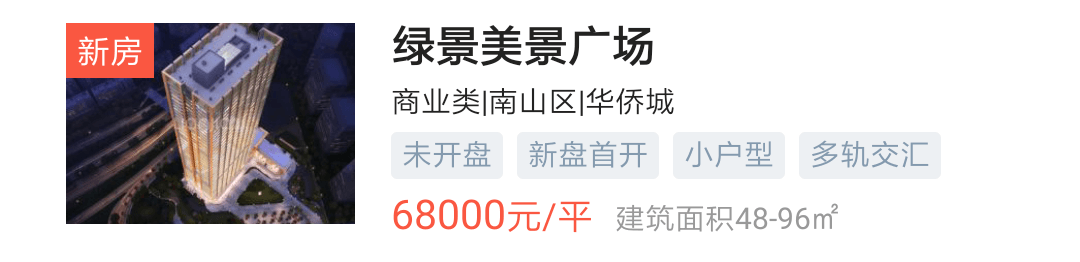 新房
绿景美景广场
商业类|南山区|华侨城
未开盘 新盘首开 小户型 多轨交汇
68000元/平 建筑面积48-96㎡